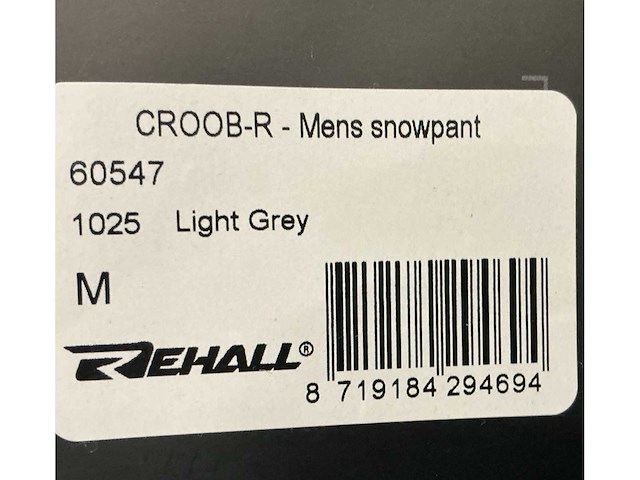 CROOB-R - Mens snowpant
60547
1025 Light Grey
M
REHALL®
8 719184 294694